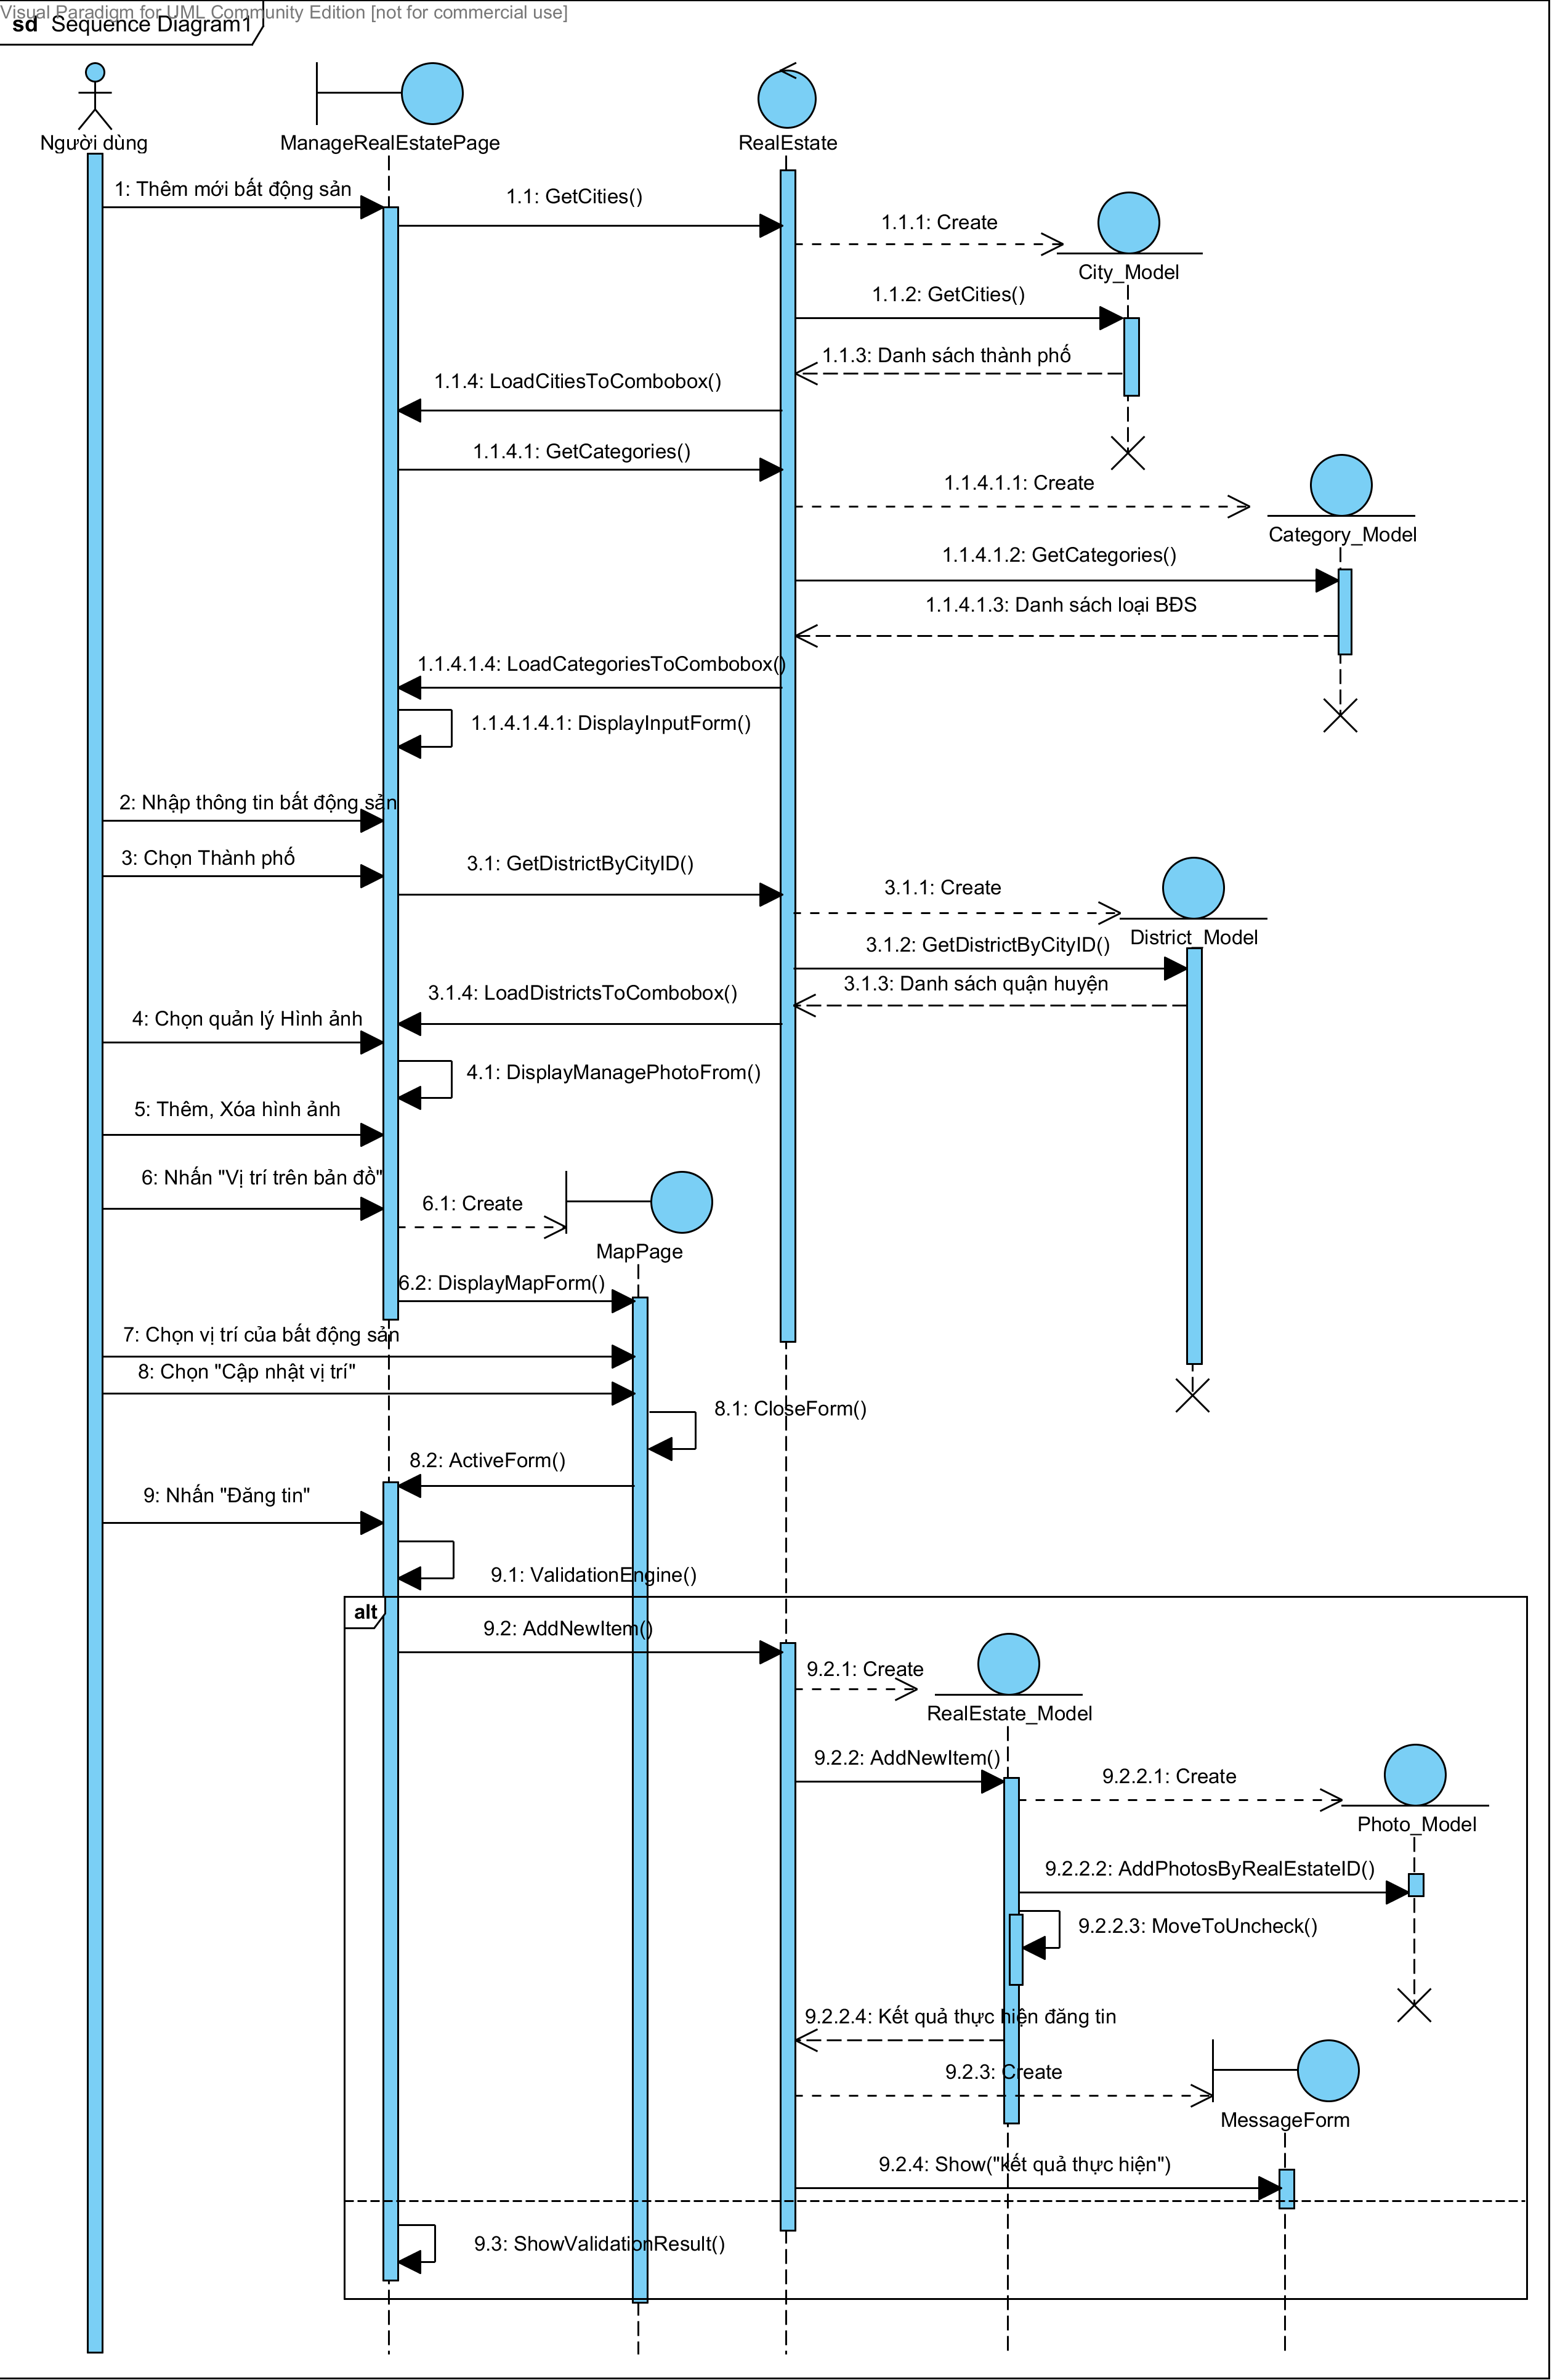 Visual Paradigm for UML Community Edition [not for commercial use]
sd Sequence Diagram1
Người dùng
ManageRealEstatePage
RealEstate
1: Thêm mới bất động sản
1.1: GetCities()
1.1.1: Create
City_Model
1.1.2: GetCities()
1.1.3: Danh sách thành phố
1.1.4: LoadCitiesToCombobox()
1.1.4.1: GetCategories()
1.1.4.1.1: Create
Category_Model
1.1.4.1.2: GetCategories()
1.1.4.1.3: Danh sách loại BĐS
1.1.4.1.4: LoadCategoriesToCombobox()
1.1.4.1.4.1: DisplayInputForm()
2: Nhập thông tin bất động sản
3: Chọn Thành phố
3.1: GetDistrictByCityID()
3.1.1: Create
District_Model
3.1.2: GetDistrictByCityID()
3.1.3: Danh sách quận huyện
3.1.4: LoadDistrictsToCombobox()
4: Chọn quản lý Hình ảnh
4.1: DisplayManagePhotoFrom()
5: Thêm, Xóa hình ảnh
6: Nhấn "Vị trí trên bản đồ"
6.1: Create
MapPage
6.2: DisplayMapForm()
7: Chọn vị trí của bất động sản
8: Chọn "Cập nhật vị trí"
8.1: CloseForm()
8.2: ActiveForm()
9: Nhấn "Đăng tin"
9.1: ValidationEngine()
alt
9.2: AddNewItem()
9.2.1: Create
RealEstate_Model
9.2.2: AddNewItem()
9.2.2.1: Create
Photo_Model
9.2.2.2: AddPhotosByRealEstateID()
9.2.2.3: MoveToUncheck()
9.2.2.4: Kết quả thực hiện đăng tin
9.2.3: Create
MessageForm
9.2.4: Show("kết quả thực hiện")
9.3: ShowValidationResult()